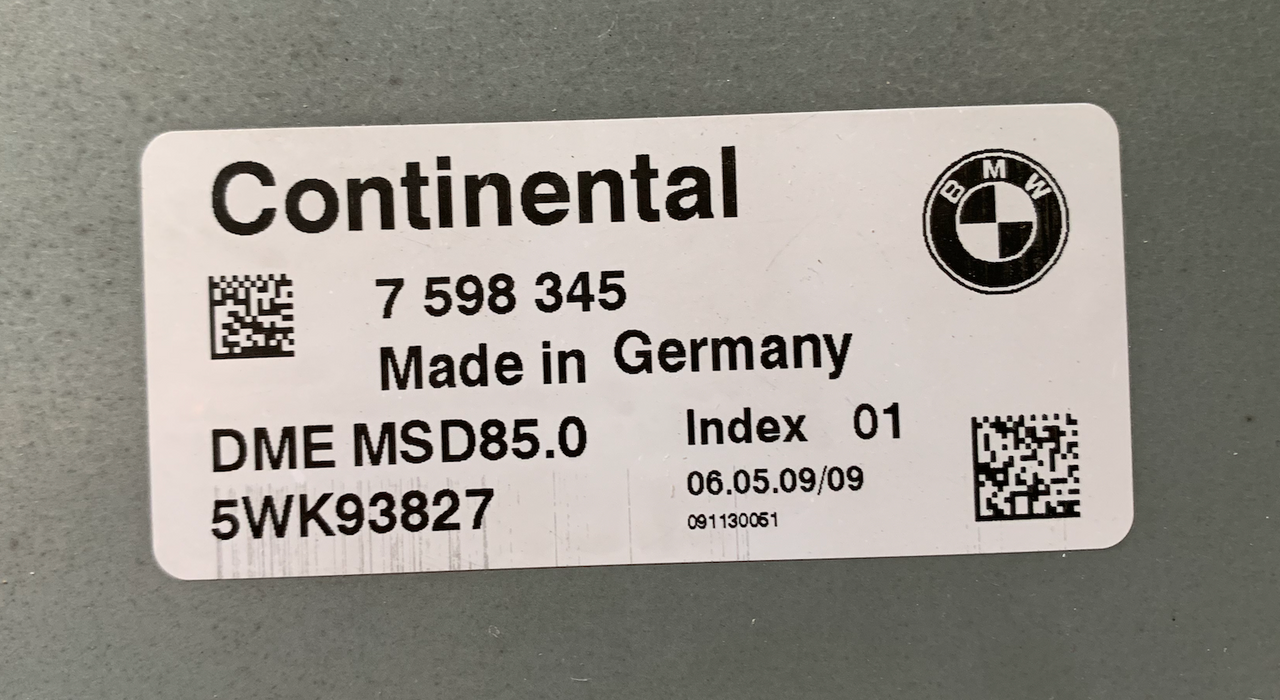 Continental
BMW
7 598 345
Made in Germany
DME MSD85.0
Index 01
5WK93827
06.05.09/09
091130051